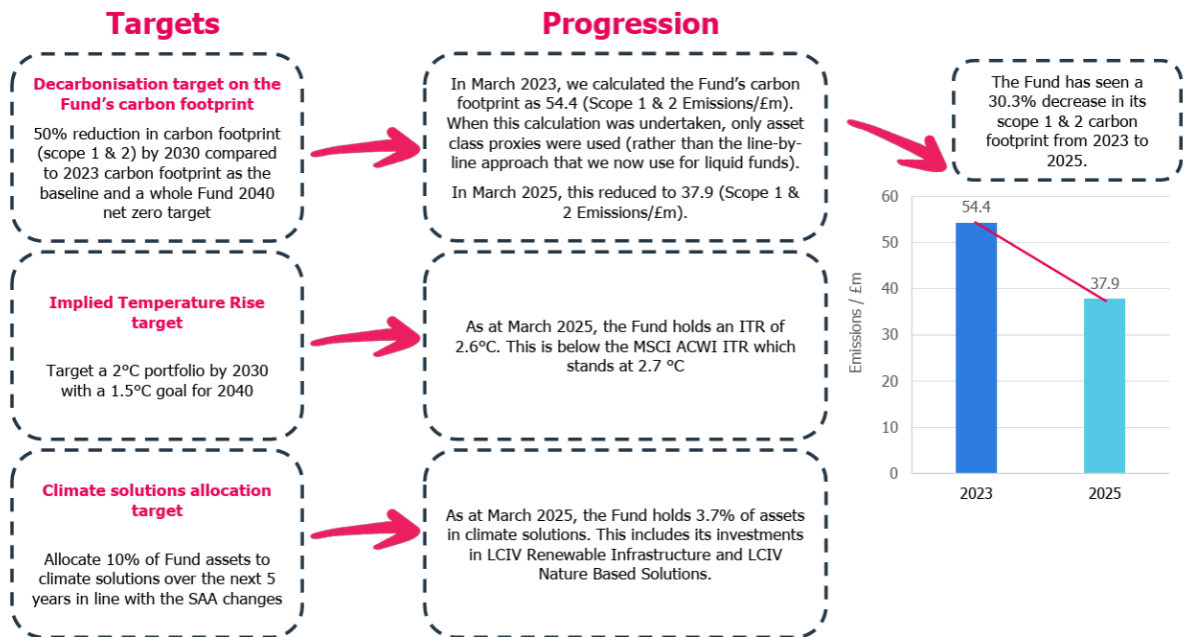 Targets
Progression
Decarbonisation target on the
Fund's carbon footprint
50% reduction in carbon footprint
(scope 1 & 2) by 2030 compared
to 2023 carbon footprint as the
baseline and a whole Fund 2040
net zero target
In March 2023, we calculated the Fund's carbon
footprint as 54.4 (Scope 1 & 2 Emissions/£m).
When this calculation was undertaken, only asset
class proxies were used (rather than the line-by-
line approach that we now use for liquid funds).
In March 2025, this reduced to 37.9 (Scope 1 &
2 Emissions/£m).
The Fund has seen a
30.3% decrease in its
scope 1 & 2 carbon
footprint from 2023 to
2025.
Implied Temperature Rise
target
Target a 2°C portfolio by 2030
with a 1.5°C goal for 2040
As at March 2025, the Fund holds an ITR of
2.6°C. This is below the MSCI ACWI ITR which
stands at 2.7 °C
Climate solutions allocation
target
Allocate 10% of Fund assets to
climate solutions over the next 5
years in line with the SAA changes
As at March 2025, the Fund holds 3.7% of assets
in climate solutions. This includes its investments
in LCIV Renewable Infrastructure and LCIV
Nature Based Solutions.
Emissions / £m
60
50
40
30
20
10
0
54.4
37.9
2023
2025